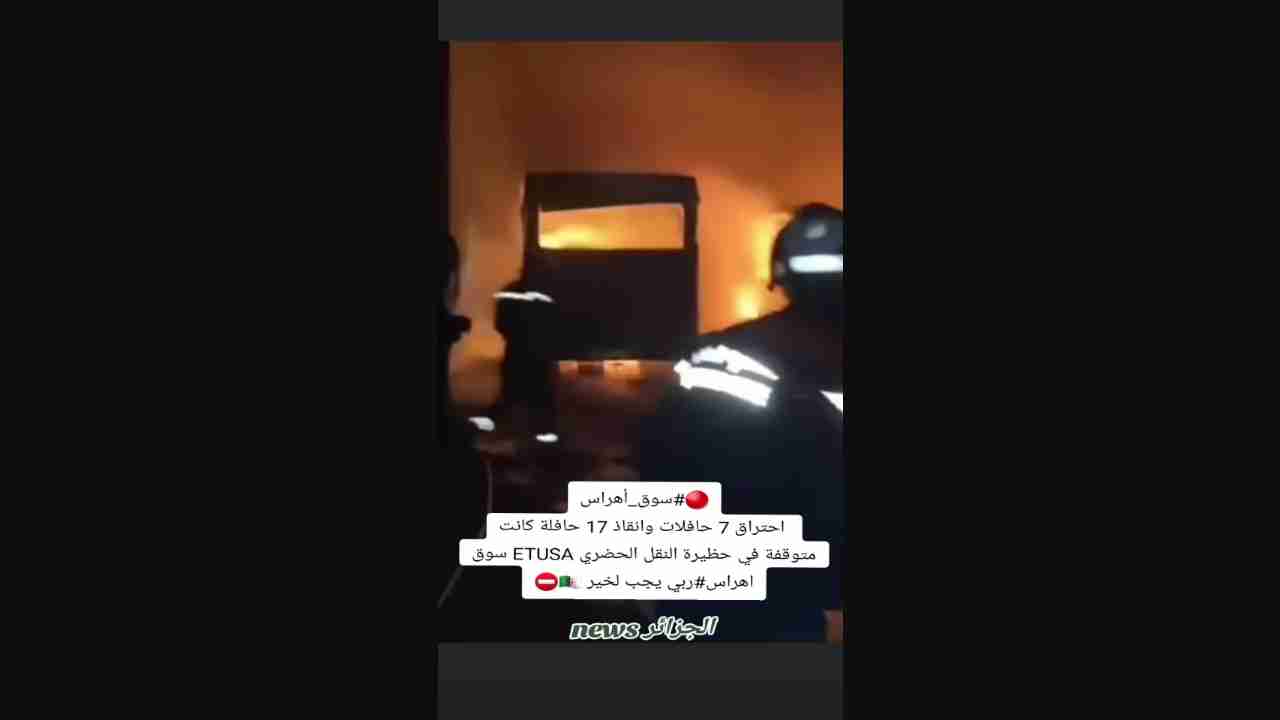 🔴#سوق_أهراس
احتراق 7 حافلات وانقاذ 17 حافلة كانت
متوقفة في حظيرة النقل الحضري ETUSA سوق
اهراس#ربي يجب لخير 🇩🇿⛔
الجزائر news